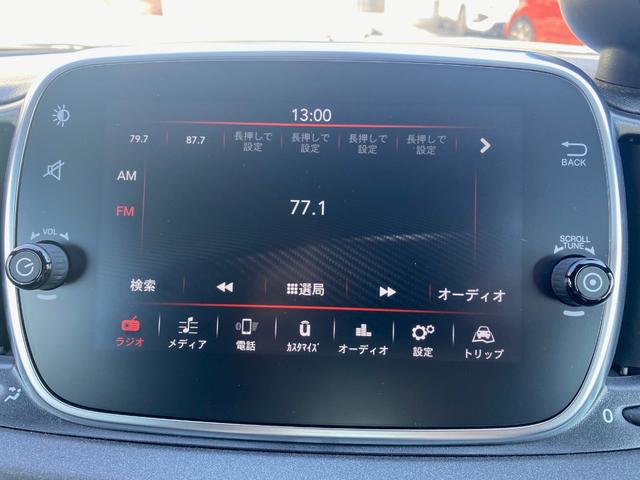 13:00
79.7 87.7 長押しで設定 長押しで設定 長押しで設定 長押しで設定
BACK
AM
FM
77.1
VOL
SCROLL
TUNE
検索 選局 オーディオ
ラジオ メディア 電話 ｶｽﾀﾏｲｽﾞ オーディオ 設定 トリップ
0